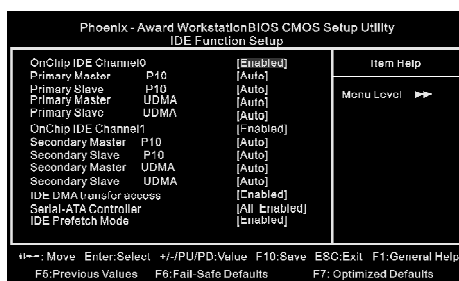 Phoenix - Award WorkstationBIOS CMOS Setup Utility
IDE Function Setup
OnChip IDE Channel0 [Enabled]
Primary Master P10 [Auto]
Primary Slave P10 [Auto]
Primary Master UDMA [Auto]
Primary Slave UDMA [Auto]
OnChip IDE Channel1 [Enabled]
Secondary Master P10 [Auto]
Secondary Slave P10 [Auto]
Secondary Master UDMA [Auto]
Secondary Slave UDMA [Auto]
IDE DMA transfer access [Enabled]
Serial-ATA Controller [All Enabled]
IDE Prefetch Mode [Enabled]
Item Help
Menu Level ▶▶
: Move Enter:Select +/-/PU/PD:Value F10:Save ESC:Exit F1:General Help
F5:Previous Values F6:Fail-Safe Defaults F7: Optimized Defaults